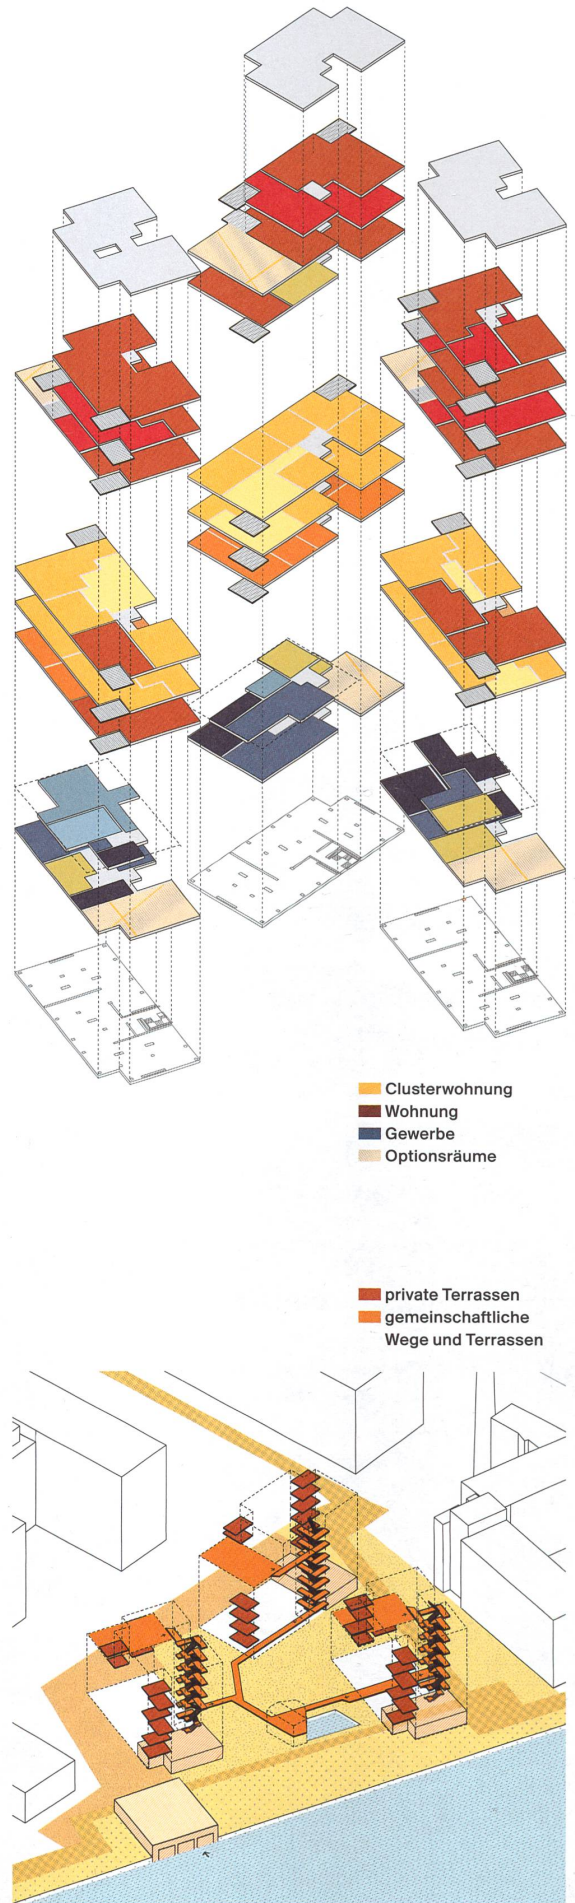 Clusterwohnung
Wohnung
Gewerbe
Optionsräume
private Terrassen
gemeinschaftliche
Wege und Terrassen